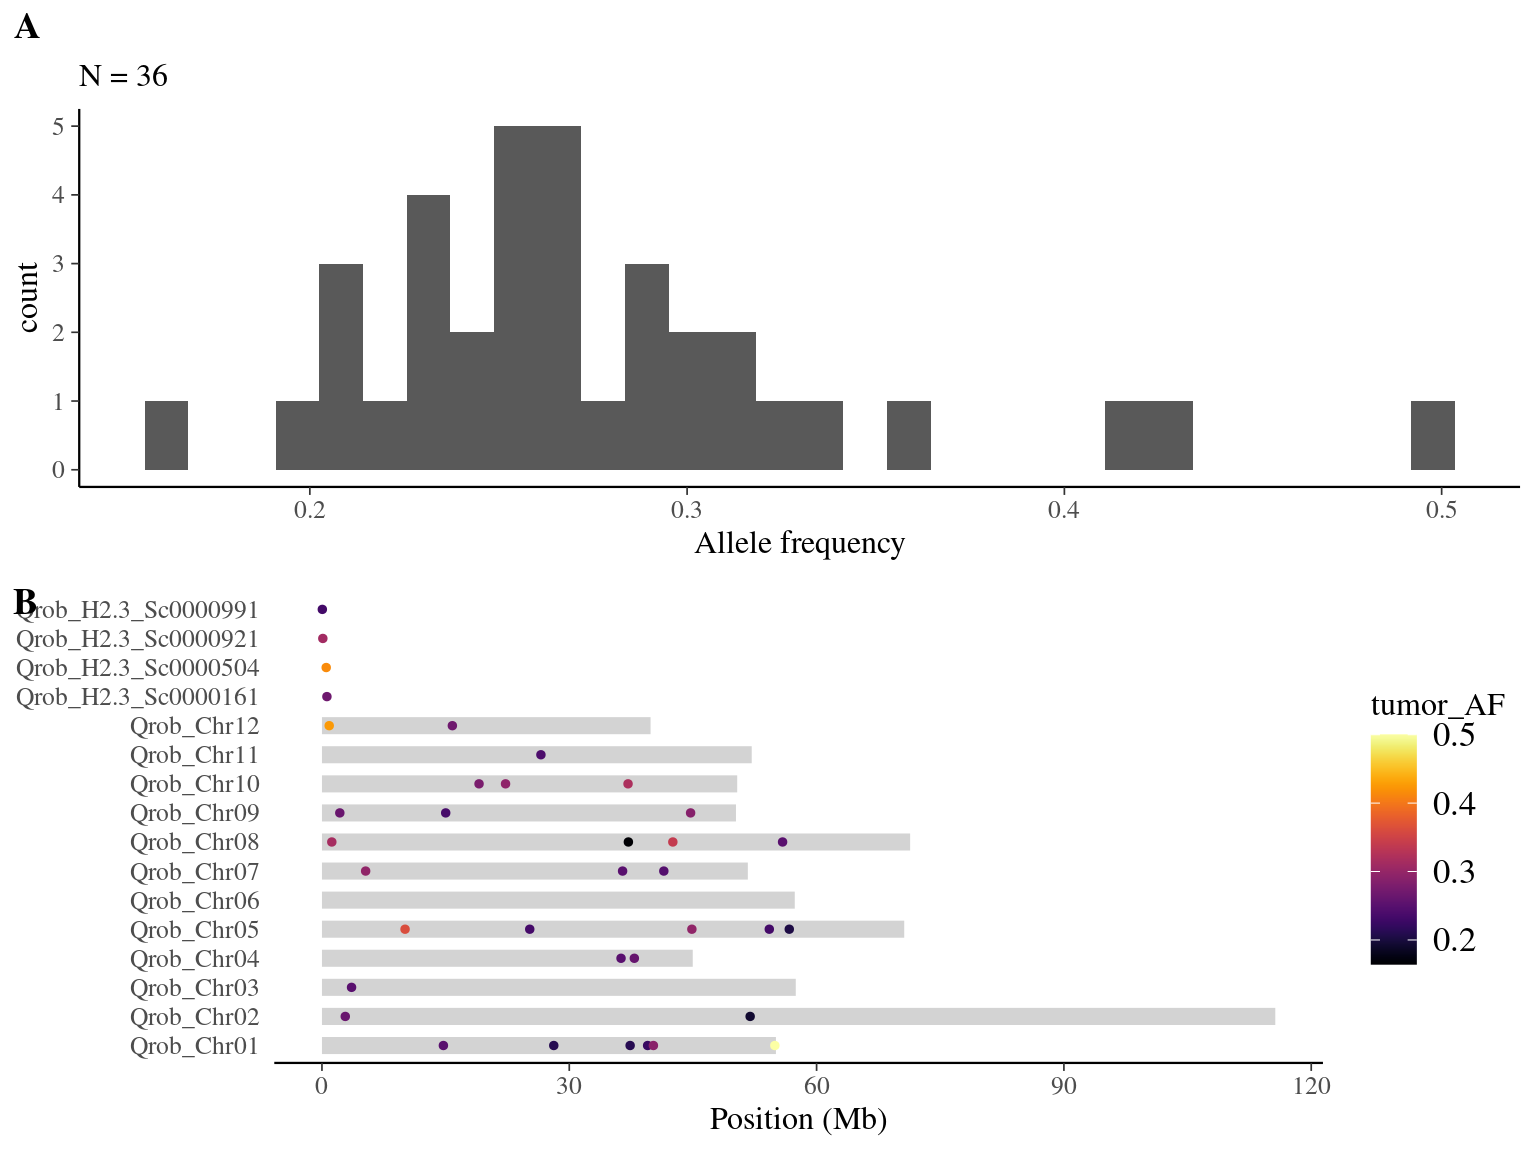 A
N = 36
5
4
3
2
1
0
count
0.2 0.3 0.4 0.5
Allele frequency
B
Qrob_H2.3_Sc0000991
Qrob_H2.3_Sc0000921
Qrob_H2.3_Sc0000504
Qrob_H2.3_Sc0000161
Qrob_Chr12
Qrob_Chr11
Qrob_Chr10
Qrob_Chr09
Qrob_Chr08
Qrob_Chr07
Qrob_Chr06
Qrob_Chr05
Qrob_Chr04
Qrob_Chr03
Qrob_Chr02
Qrob_Chr01
0 30 60 90 120
Position (Mb)
tumor_AF
0.5
0.4
0.3
0.2